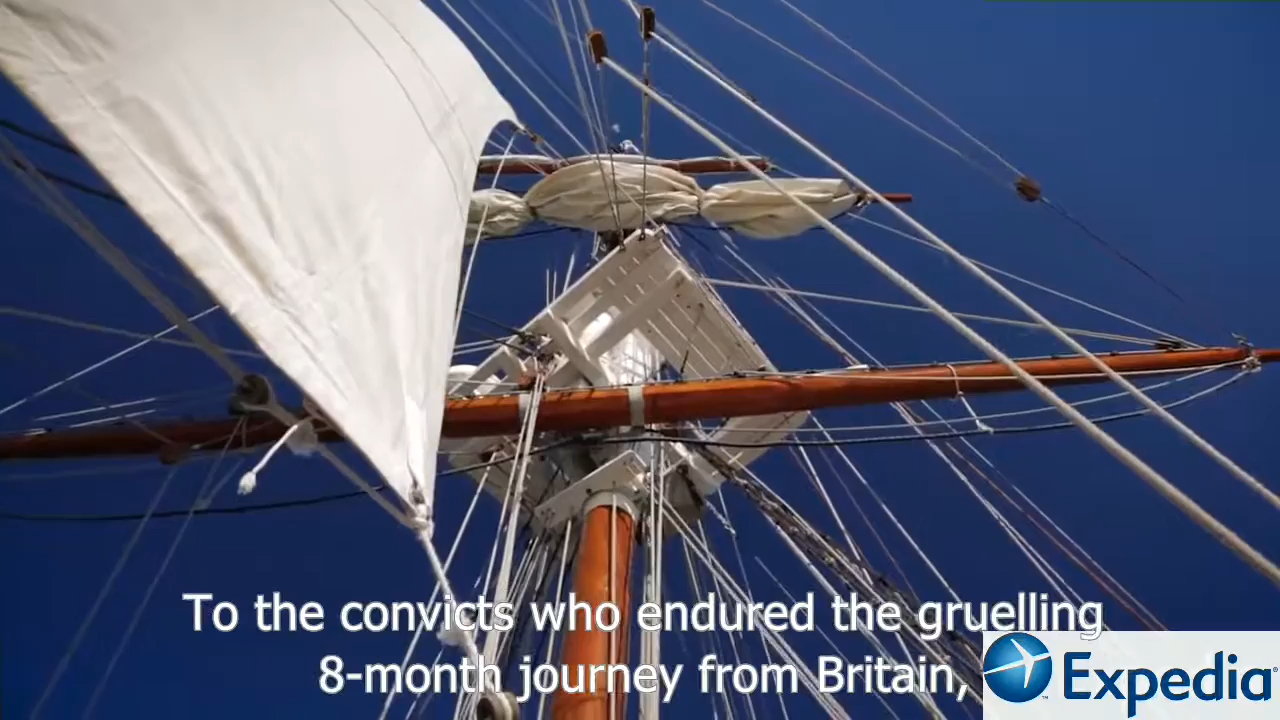 To the convicts who endured the gruelling
8-month journey from Britain,
Expedia